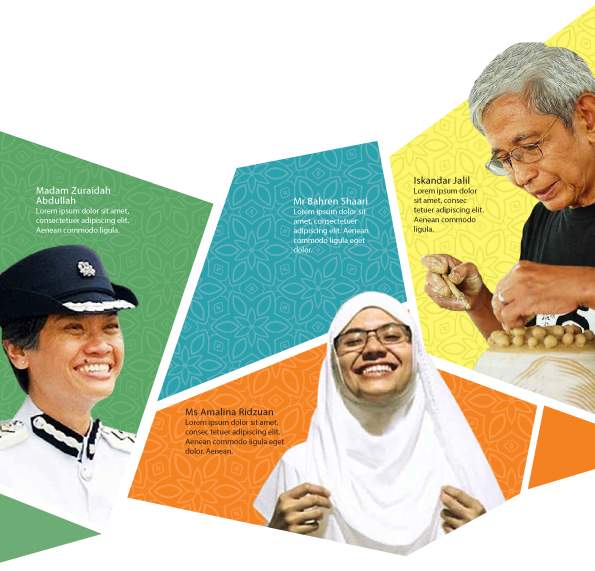 Madam Zuraidah
Abdullah
Lorem ipsum dolor sit amet,
consectetuer adipiscing elit.
Aenean commodo ligula.
Mr Bahren Shaari
Lorem ipsum dolor sit
amet, consectetuer
adipiscing elit. Aenean
commodo ligula eget
dolor.
Iskandar Jalil
Lorem ipsum dolor
sit amet, consec
tetuer adipiscing elit.
Aenean commodo
ligula.
Ms Amalina Ridzuan
Lorem ipsum dolor sit amet,
consec tetuer adipiscing elit.
Aenean commodo ligula eget
dolor. Aenean.